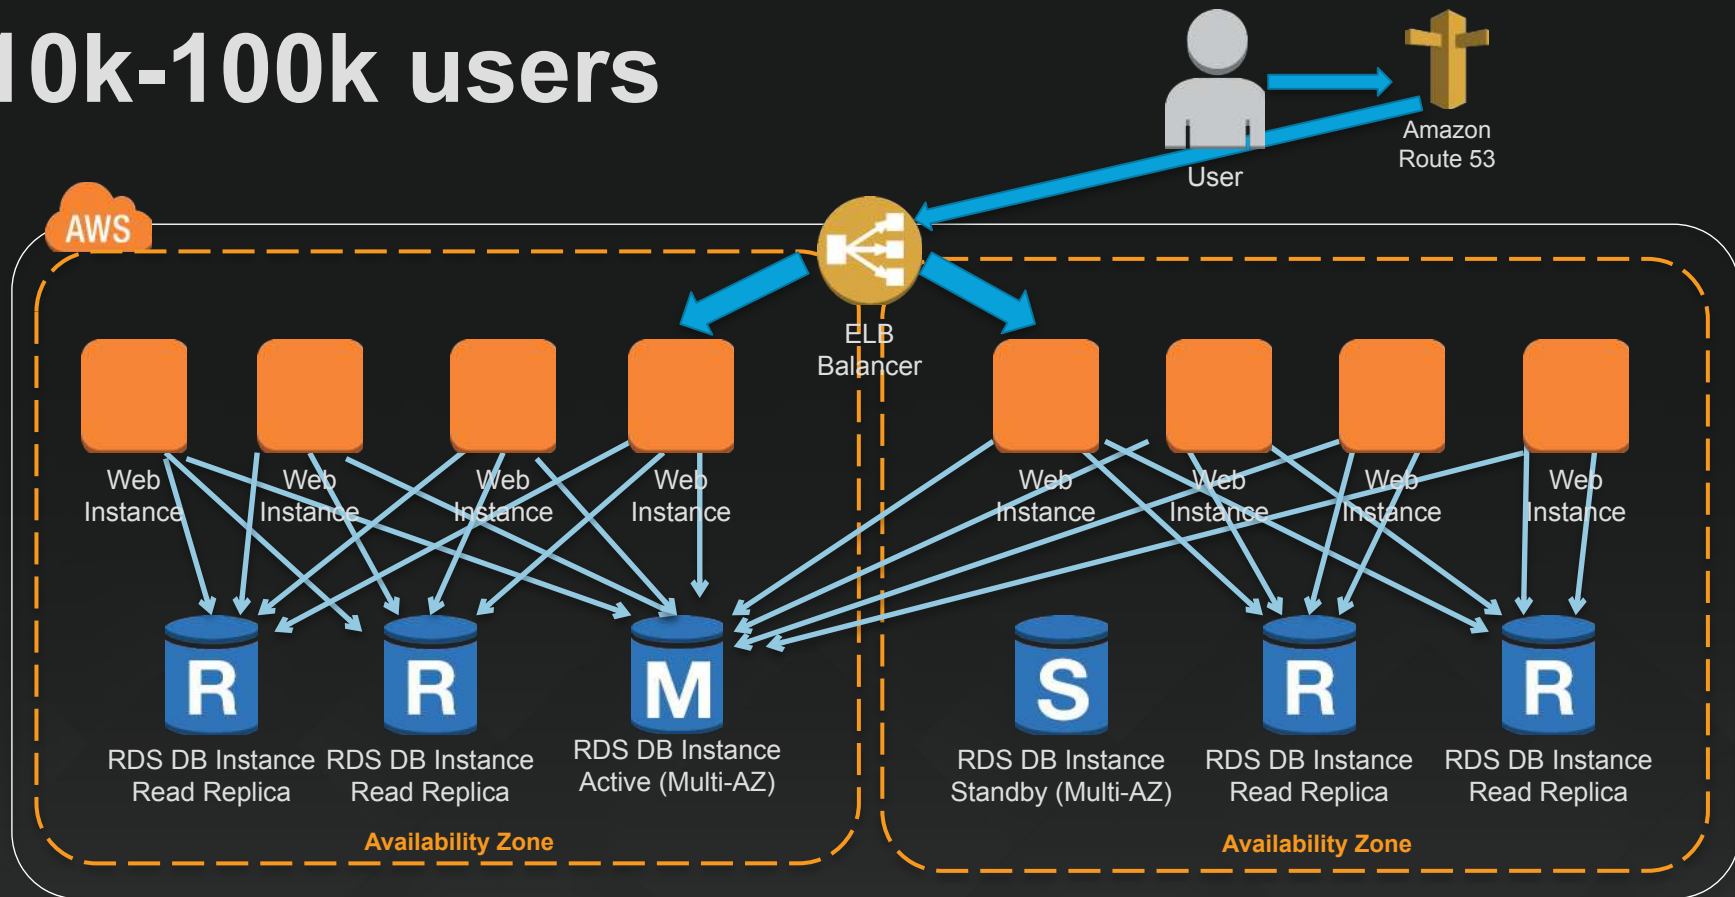 10k-100k users
Amazon
Route 53
User
AWS
ELB
Balancer
Web
Instance
Web
Instance
Web
Instance
Web
Instance
Web
Instance
Web
Instance
Web
Instance
Web
Instance
R
R
M
S
R
R
RDS DB Instance
Read Replica
RDS DB Instance
Read Replica
RDS DB Instance
Active (Multi-AZ)
RDS DB Instance
Standby (Multi-AZ)
RDS DB Instance
Read Replica
RDS DB Instance
Read Replica
Availability Zone
Availability Zone